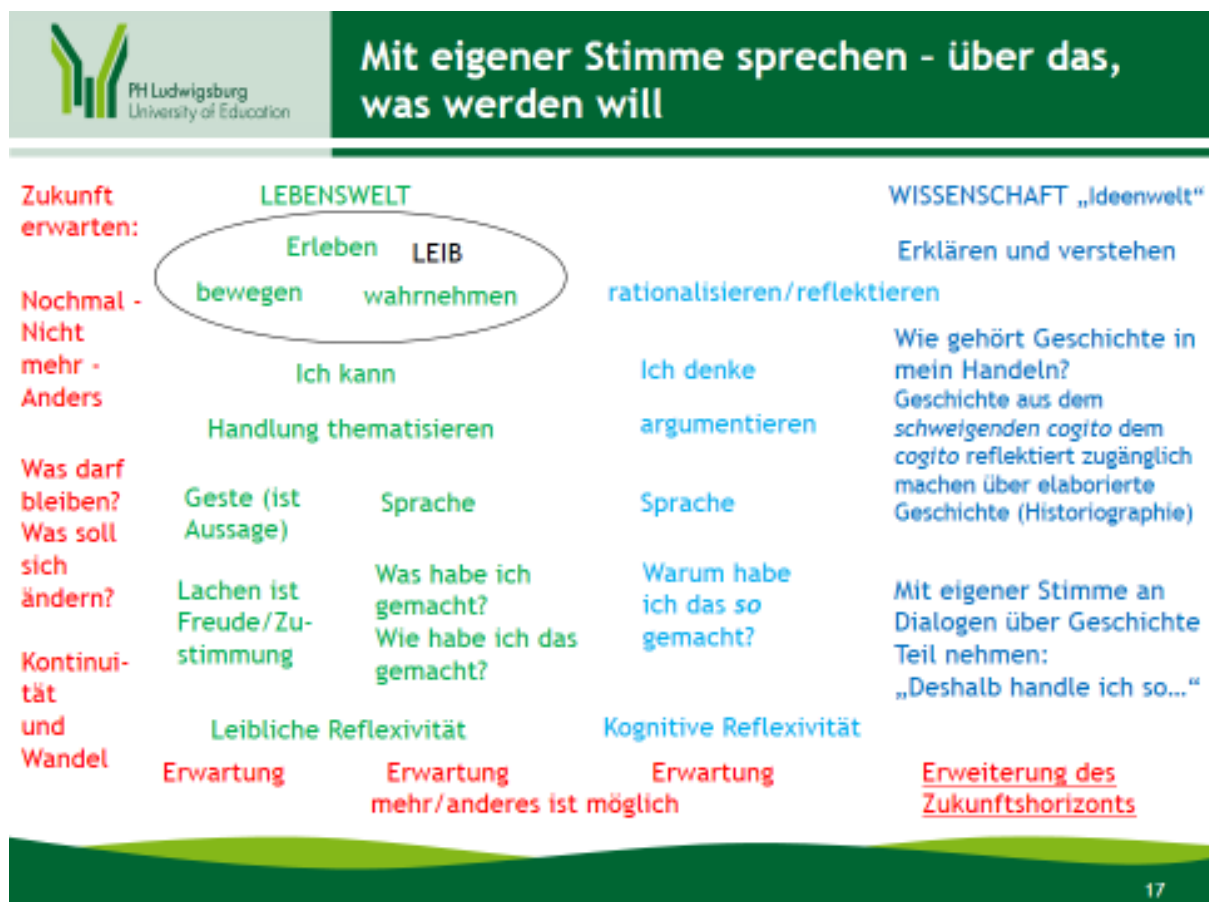 PH Ludwigsburg
University of Education
Mit eigener Stimme sprechen – über das,
was werden will
Zukunft
erwarten:
Nochmal -
Nicht
mehr -
Anders
Was darf
bleiben?
Was soll
sich
ändern?
Kontinui-
tät
und
Wandel
LEBENSWELT
Erleben LEIB
bewegen wahrnehmen
Ich kann
Handlung thematisieren
Geste (ist
Aussage)
Lachen ist
Freude/Zu-
stimmung
Sprache
Was habe ich
gemacht?
Wie habe ich das
gemacht?
Leibliche Reflexivität
rationalisieren/reflektieren
Ich denke
argumentieren
Sprache
Warum habe
ich das so
gemacht?
Kognitive Reflexivität
WISSENSCHAFT „Ideenwelt“
Erklären und verstehen
Wie gehört Geschichte in
mein Handeln?
Geschichte aus dem
schweigenden cogito dem
cogito reflektiert zugänglich
machen über elaborierte
Geschichte (Historiographie)
Mit eigener Stimme an
Dialogen über Geschichte
Teil nehmen:
„Deshalb handle ich so…“
Erwartung Erwartung Erwartung Erweiterung des
mehr/anderes ist möglich Zukunftshorizonts
17